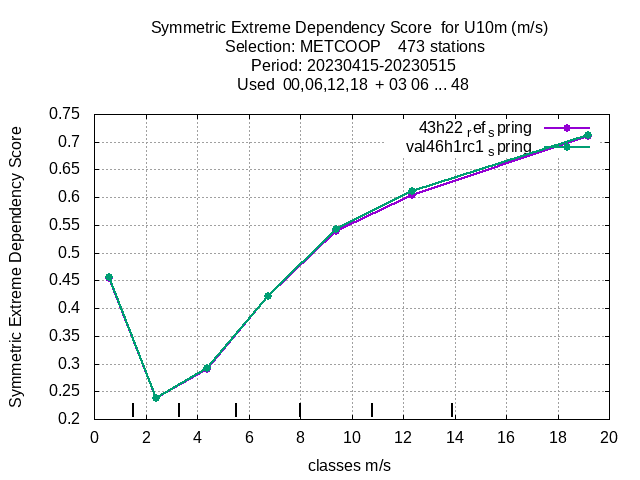 Symmetric Extreme Dependency Score for U10m (m/s)
Selection: METCOOP 473 stations
Period: 20230415-20230515
Used 00,06,12,18 + 03 06 ... 48
43h22 ref spring
val46h1rc1 spring
Symmetric Extreme Dependency Score
0.75
0.7
0.65
0.6
0.55
0.5
0.45
0.4
0.35
0.3
0.25
0.2
0 2 4 6 8 10 12 14 16 18 20
classes m/s